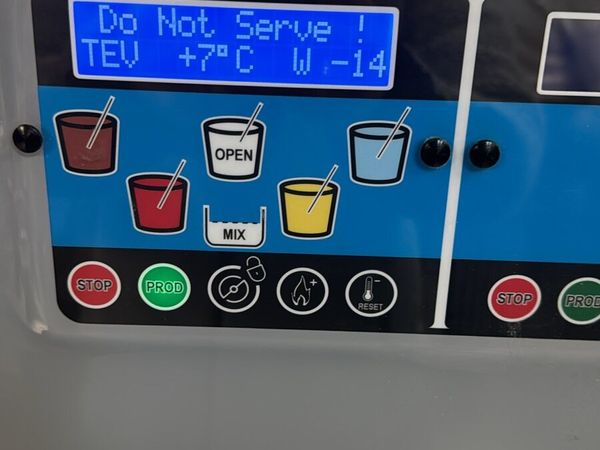 Do Not Serve !
TEV +7°C W -14
OPEN
MIX
STOP PROD RESET STOP PROD